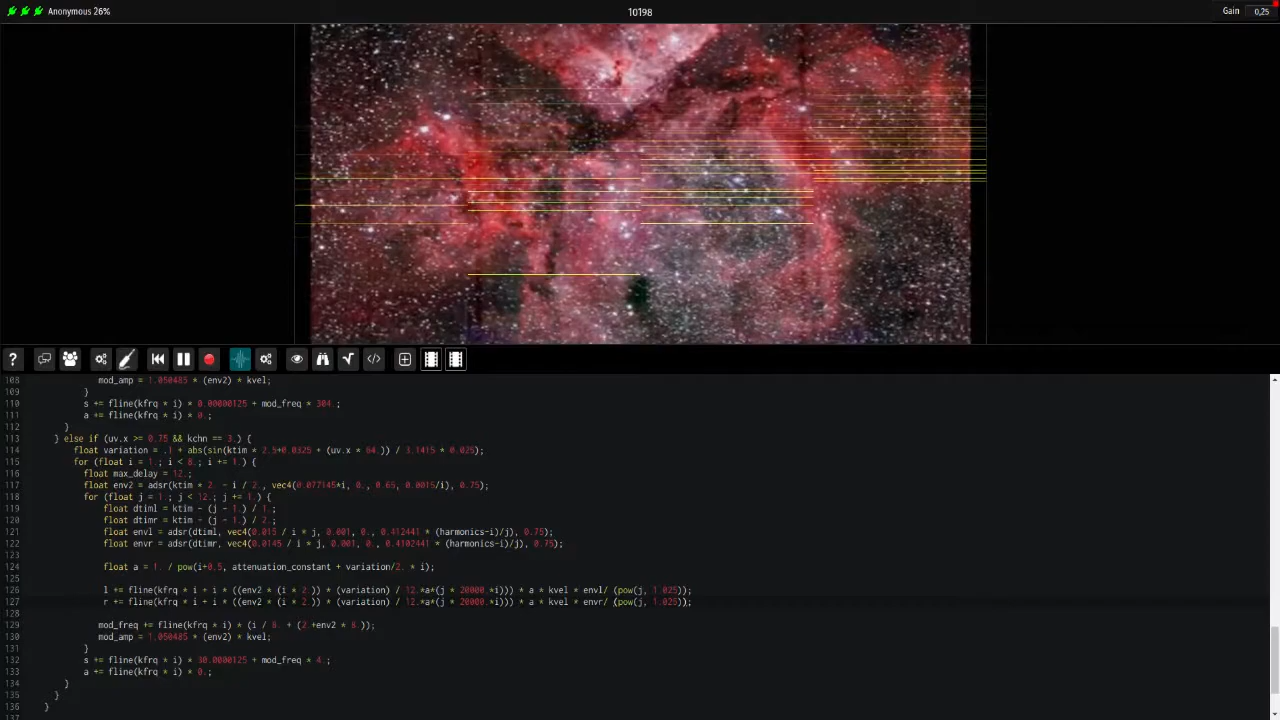 Anonymous 26%
10198
Gain 0,25
108 mod_amp = 1.050485 * (env2) * kvel;
109 }
110 s += fline(kfrq * i) * 0.00000125 + mod_freq * 304.;
111 a += fline(kfrq * i) * 0.;
112 }
113 } else if (uv.x >= 0.75 && kchn == 3.) {
114 float variation = .1 + abs(sin(ktim * 2.5+0.0325 + (uv.x * 64.)) / 3.1415 * 0.025);
115 for (float i = 1.; i < 8.; i += 1.) {
116 float max_delay = 12.;
117 float env2 = adsr(ktim * 2. - i / 2., vec4(0.077145*i, 0., 0.65, 0.0015/i), 0.75);
118 for (float j = 1.; j < 12.; j += 1.) {
119 float dtiml = ktim - (j - 1.) / 1.;
120 float dtimr = ktim - (j - 1.) / 2.;
121 float envl = adsr(dtiml, vec4(0.015 / i * j, 0.001, 0., 0.412441 * (harmonics-i)/j), 0.75);
122 float envr = adsr(dtimr, vec4(0.0145 / i * j, 0.001, 0., 0.4102441 * (harmonics-i)/j), 0.75);
123
124 float a = 1. / pow(i+0.5, attenuation_constant + variation/2. * i);
125
126 l += fline(kfrq * i + i * ((env2 * (i * 2.)) * (variation) / 12.*a*(j * 20000.*i))) * a * kvel * envl/ (pow(j, 1.025));
127 r += fline(kfrq * i + i * ((env2 * (i * 2.)) * (variation) / 12.*a*(j * 20000.*i))) * a * kvel * envr/ (pow(j, 1.025));
128
129 mod_freq += fline(kfrq * i) * (i / 8. + (2.+env2 * 8.));
130 mod_amp = 1.050485 * (env2) * kvel;
131 }
132 s += fline(kfrq * i) * 30.0000125 + mod_freq * 4.;
133 a += fline(kfrq * i) * 0.;
134 }
135 }
136 }
137